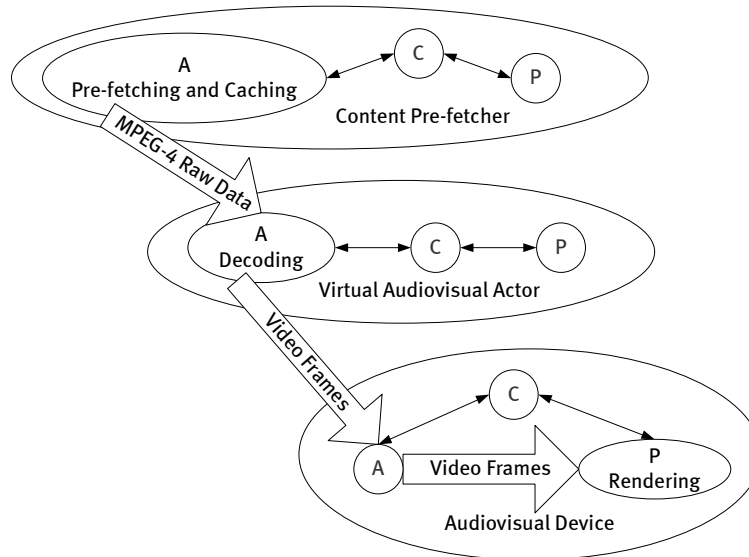 A
Pre-fetching and Caching
C
P
Content Pre-fetcher
MPEG-4 Raw Data
A
Decoding
C
P
Virtual Audiovisual Actor
Video Frames
C
A
Video Frames
P
Rendering
Audiovisual Device